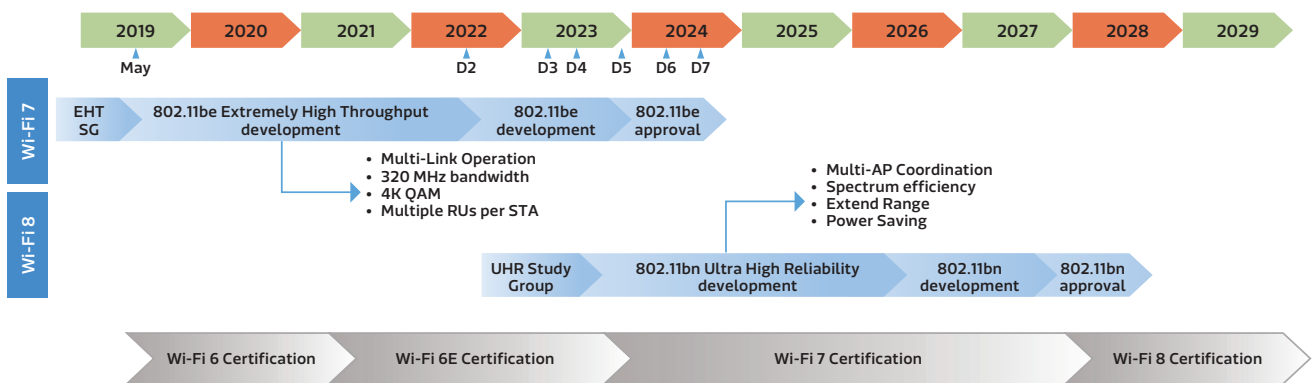 2019 2020 2021 2022 2023 2024 2025 2026 2027 2028 2029
May D2 D3 D4 D5 D6 D7
Wi-Fi 7
EHT
SG
802.11be Extremely High Throughput
development
802.11be
development
802.11be
approval
• Multi-Link Operation
• 320 MHz bandwidth
• 4K QAM
• Multiple RUs per STA
• Multi-AP Coordination
• Spectrum efficiency
• Extend Range
• Power Saving
Wi-Fi 8
UHR Study
Group
802.11bn Ultra High Reliability
development
802.11bn
development
802.11bn
approval
Wi-Fi 6 Certification
Wi-Fi 6E Certification
Wi-Fi 7 Certification
Wi-Fi 8 Certification